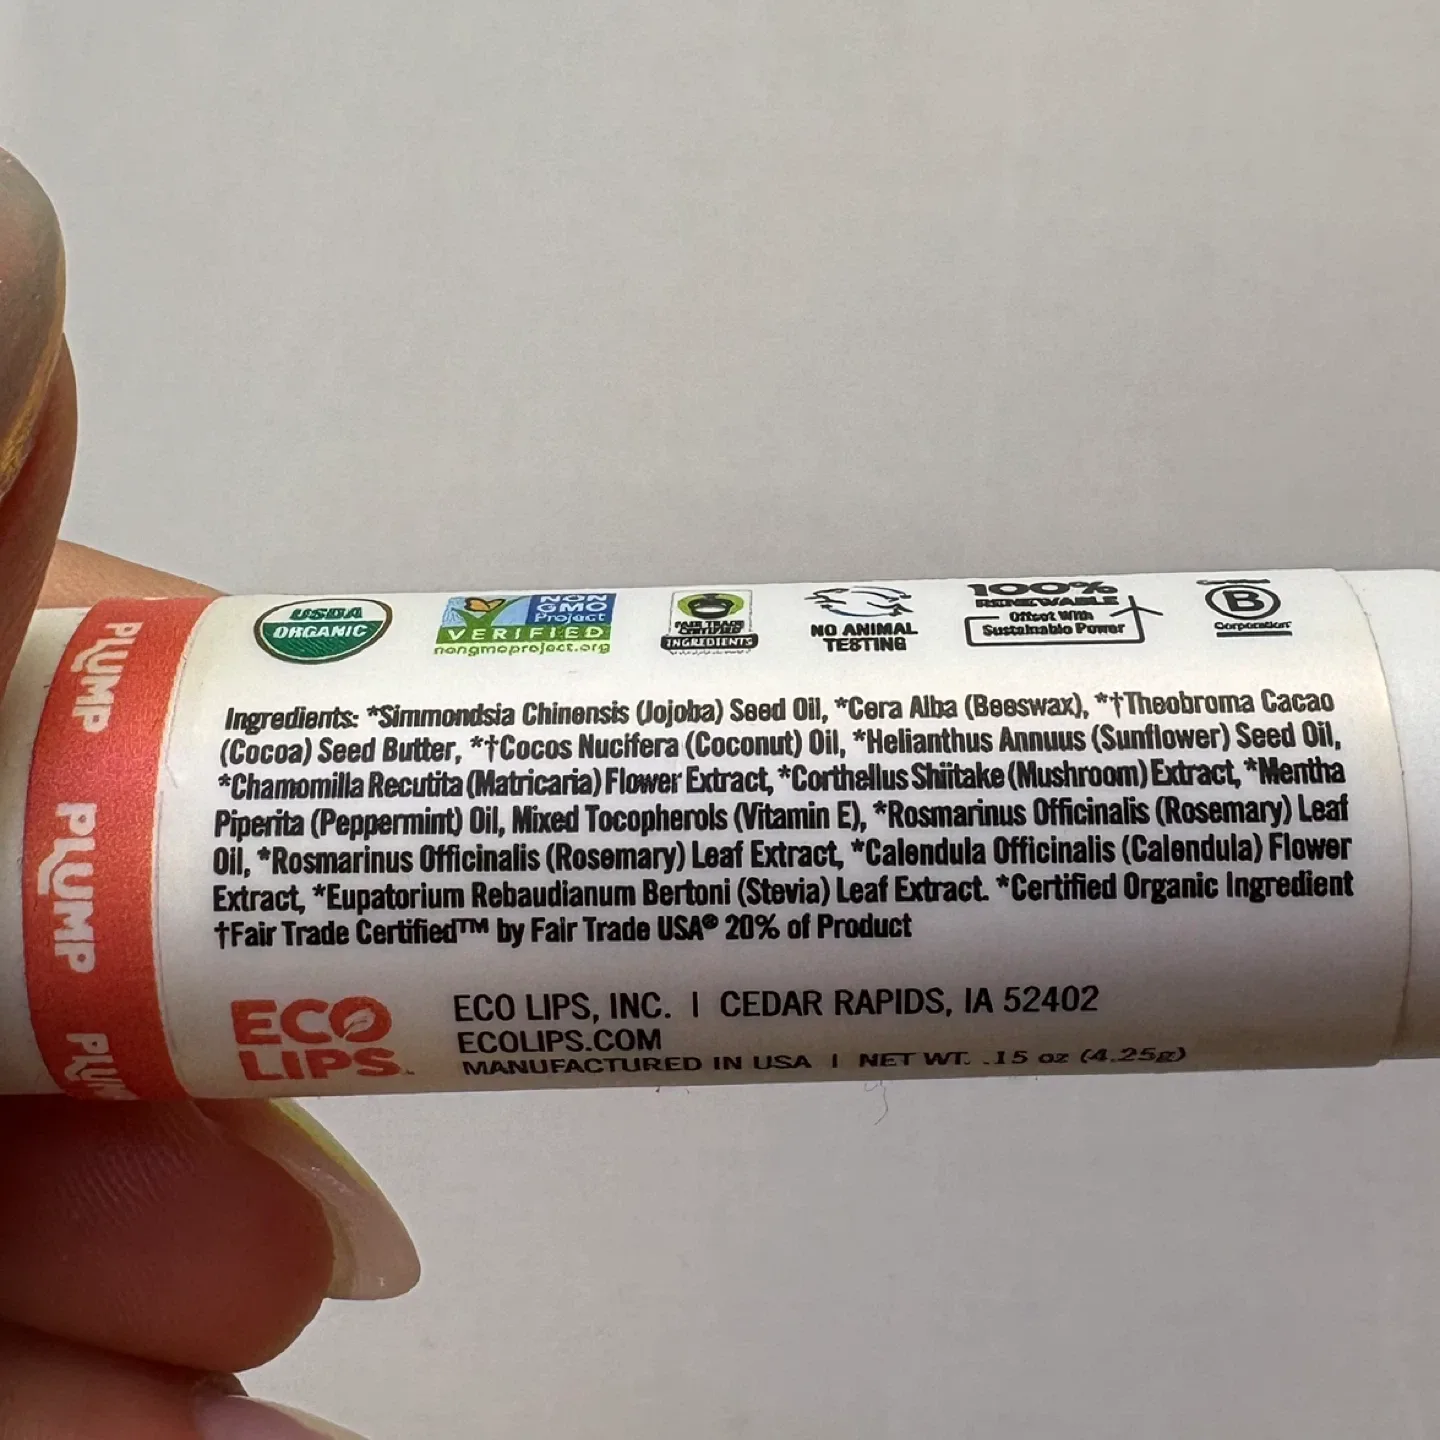 PLUMP
PLUMP
PLUM
USDA
ORGANIC
NON
GMO
Project
VERIFIED
nongmoproject.org
FAIR TRADE
CERTIFIED
INGREDIENTS
NO ANIMAL
TESTING
100%
RENEWABLE
Offset With
Sustainable Power
B
Corporation
Ingredients: *Simmondsia Chinensis (Jojoba) Seed Oil, *Cera Alba (Beeswax), *†Theobroma Cacao
(Cocoa) Seed Butter, *†Cocos Nucifera (Coconut) Oil, *Helianthus Annuus (Sunflower) Seed Oil,
*Chamomilla Recutita (Matricaria) Flower Extract, *Corthellus Shiitake (Mushroom) Extract, *Mentha
Piperita (Peppermint) Oil, Mixed Tocopherols (Vitamin E), *Rosmarinus Officinalis (Rosemary) Leaf
Oil, *Rosmarinus Officinalis (Rosemary) Leaf Extract, *Calendula Officinalis (Calendula) Flower
Extract, *Eupatorium Rebaudianum Bertoni (Stevia) Leaf Extract. *Certified Organic Ingredient
†Fair Trade Certified™ by Fair Trade USA® 20% of Product
ECO
LIPS
ECO LIPS, INC. | CEDAR RAPIDS, IA 52402
ECOLIPS.COM
MANUFACTURED IN USA | NET WT. .15 oz (4.25g)